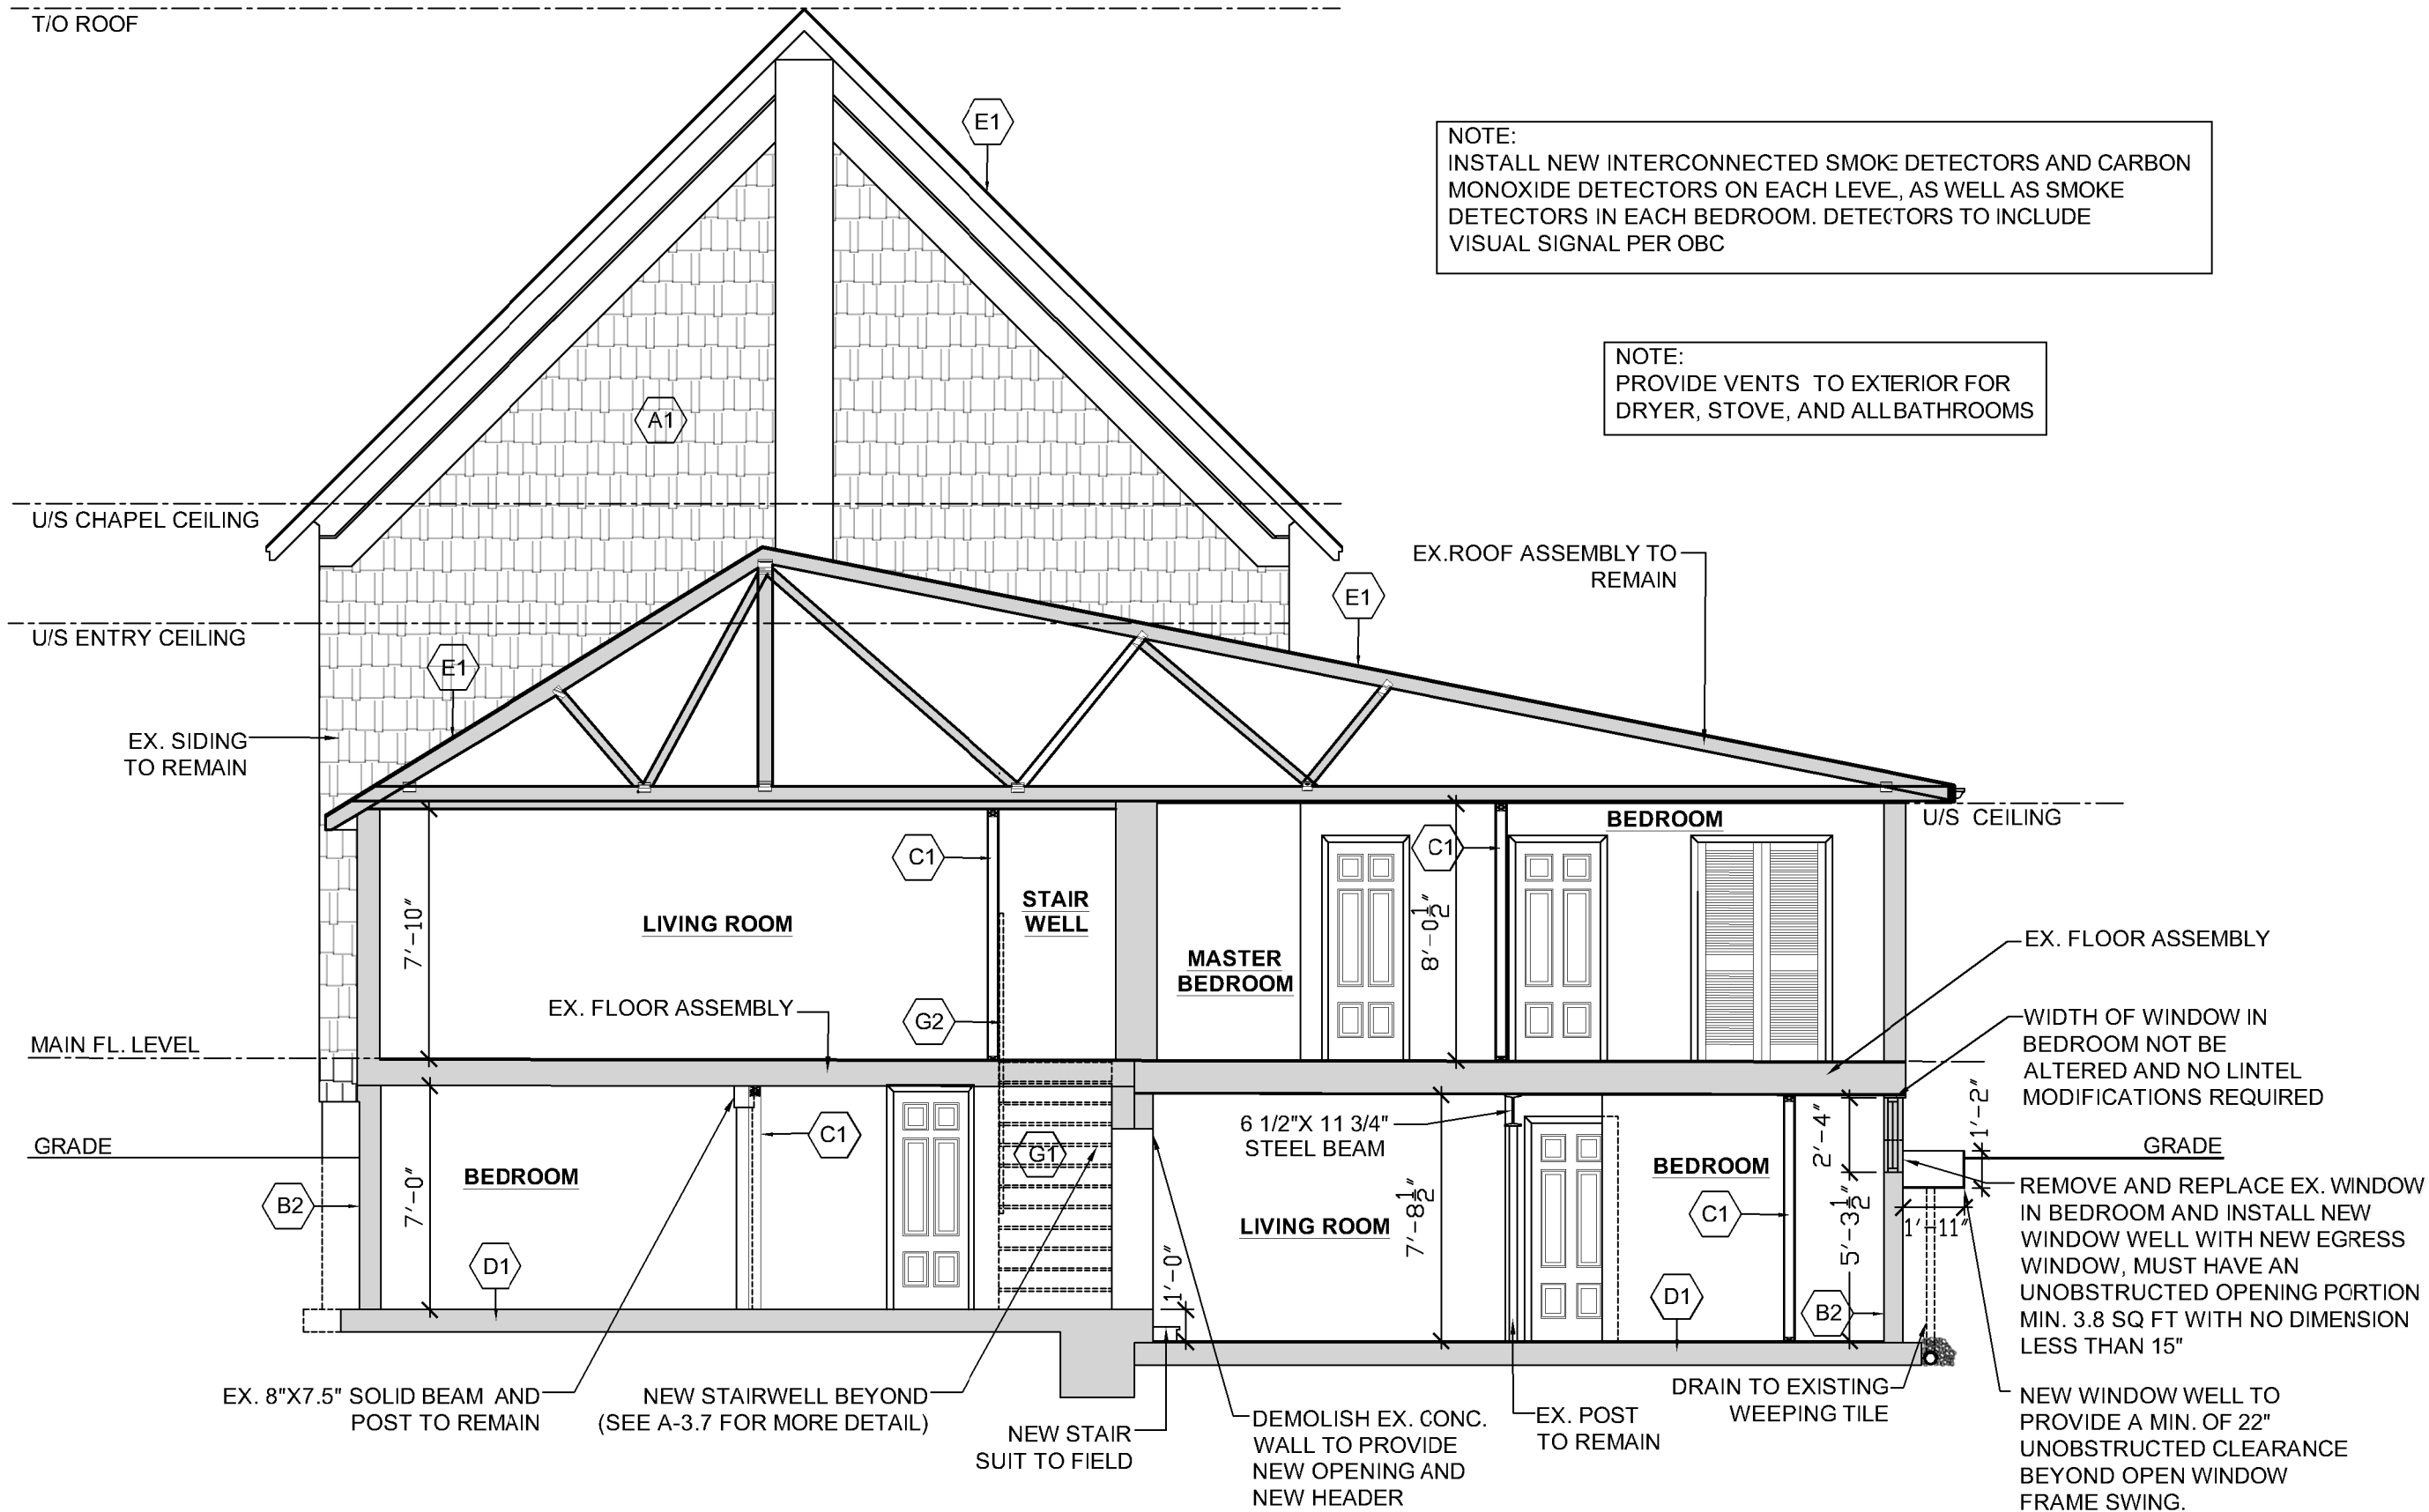 T/O ROOF
E1
NOTE:
INSTALL NEW INTERCONNECTED SMOKE DETECTORS AND CARBON
MONOXIDE DETECTORS ON EACH LEVEL, AS WELL AS SMOKE
DETECTORS IN EACH BEDROOM. DETECTORS TO INCLUDE
VISUAL SIGNAL PER OBC
NOTE:
PROVIDE VENTS TO EXTERIOR FOR
DRYER, STOVE, AND ALL BATHROOMS
A1
U/S CHAPEL CEILING
EX.ROOF ASSEMBLY TO
REMAIN
E1
U/S ENTRY CEILING
E1
EX. SIDING
TO REMAIN
U/S CEILING
BEDROOM
C1
C1
7'-10"
LIVING ROOM
STAIR
WELL
MASTER
BEDROOM
8'-0 1/2"
EX. FLOOR ASSEMBLY
EX. FLOOR ASSEMBLY
G2
WIDTH OF WINDOW IN
BEDROOM NOT BE
ALTERED AND NO LINTEL
MODIFICATIONS REQUIRED
MAIN FL. LEVEL
GRADE
C1
G1
6 1/2"X 11 3/4"
STEEL BEAM
2'-4"
1'-2"
GRADE
BEDROOM
BEDROOM
B2
7'-0"
LIVING ROOM
7'-8 1/2"
C1
5'-3 1/2"
1'-11"
REMOVE AND REPLACE EX. WINDOW
IN BEDROOM AND INSTALL NEW
WINDOW WELL WITH NEW EGRESS
WINDOW, MUST HAVE AN
UNOBSTRUCTED OPENING PORTION
MIN. 3.8 SQ FT WITH NO DIMENSION
LESS THAN 15"
D1
1'-0"
D1
B2
EX. 8"X7.5" SOLID BEAM AND
POST TO REMAIN
NEW STAIRWELL BEYOND
(SEE A-3.7 FOR MORE DETAIL)
NEW STAIR
SUIT TO FIELD
DEMOLISH EX. CONC.
WALL TO PROVIDE
NEW OPENING AND
NEW HEADER
EX. POST
TO REMAIN
DRAIN TO EXISTING
WEEPING TILE
NEW WINDOW WELL TO
PROVIDE A MIN. OF 22"
UNOBSTRUCTED CLEARANCE
BEYOND OPEN WINDOW
FRAME SWING.